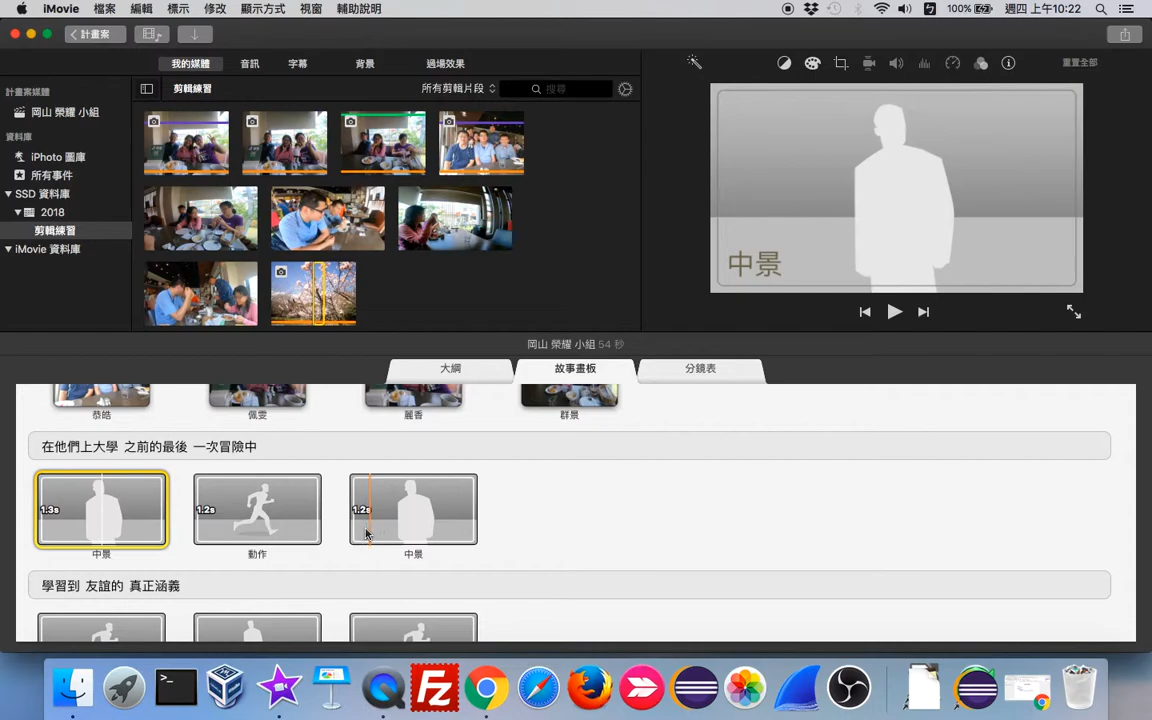 iMovie 檔案 編輯 標示 修改 顯示方式 視窗 輔助說明 100% 週四 上午10:22
計畫案
我的媒體 音訊 字幕 背景 過場效果
重置全部
計畫案媒體
岡山 榮耀 小組
資料庫
iPhoto 圖庫
所有事件
SSD 資料庫
2018
剪輯練習
iMovie 資料庫
剪輯練習 所有剪輯片段 搜尋
中景
岡山 榮耀 小組 54 秒
大綱 故事畫板 分鏡表
恭皓 佩雯 麗香 群景
在他們上大學 之前的最後 一次冒險中
1.3s 1.2s 1.2s
中景 動作 中景
學習到 友誼的 真正涵義